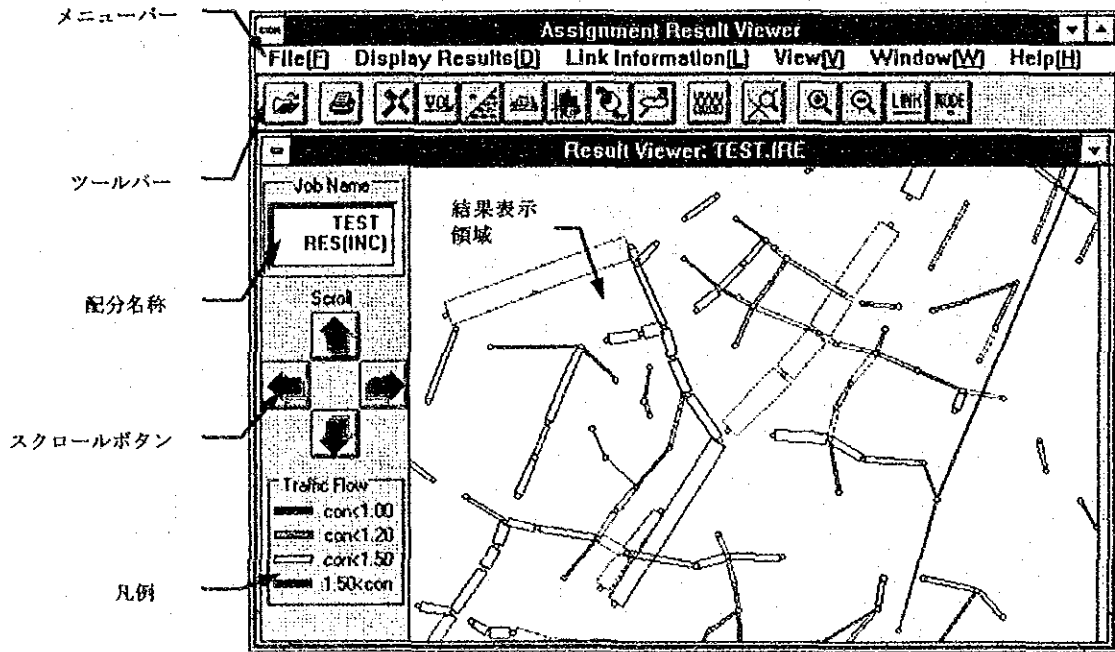 メニューバー
Assignment Result Viewer
File[F] Display Results[D] Link Information[L] View[V] Window[W] Help[H]
VOL LINK NODE
ツールバー
Result Viewer: TEST.IRE
Job Name
TEST
RES(INC)
結果表示
領域
配分名称
Scroll
スクロールボタン
Traffic Flow
con<1.00
con<1.20
con<1.50
1.50<con
凡例